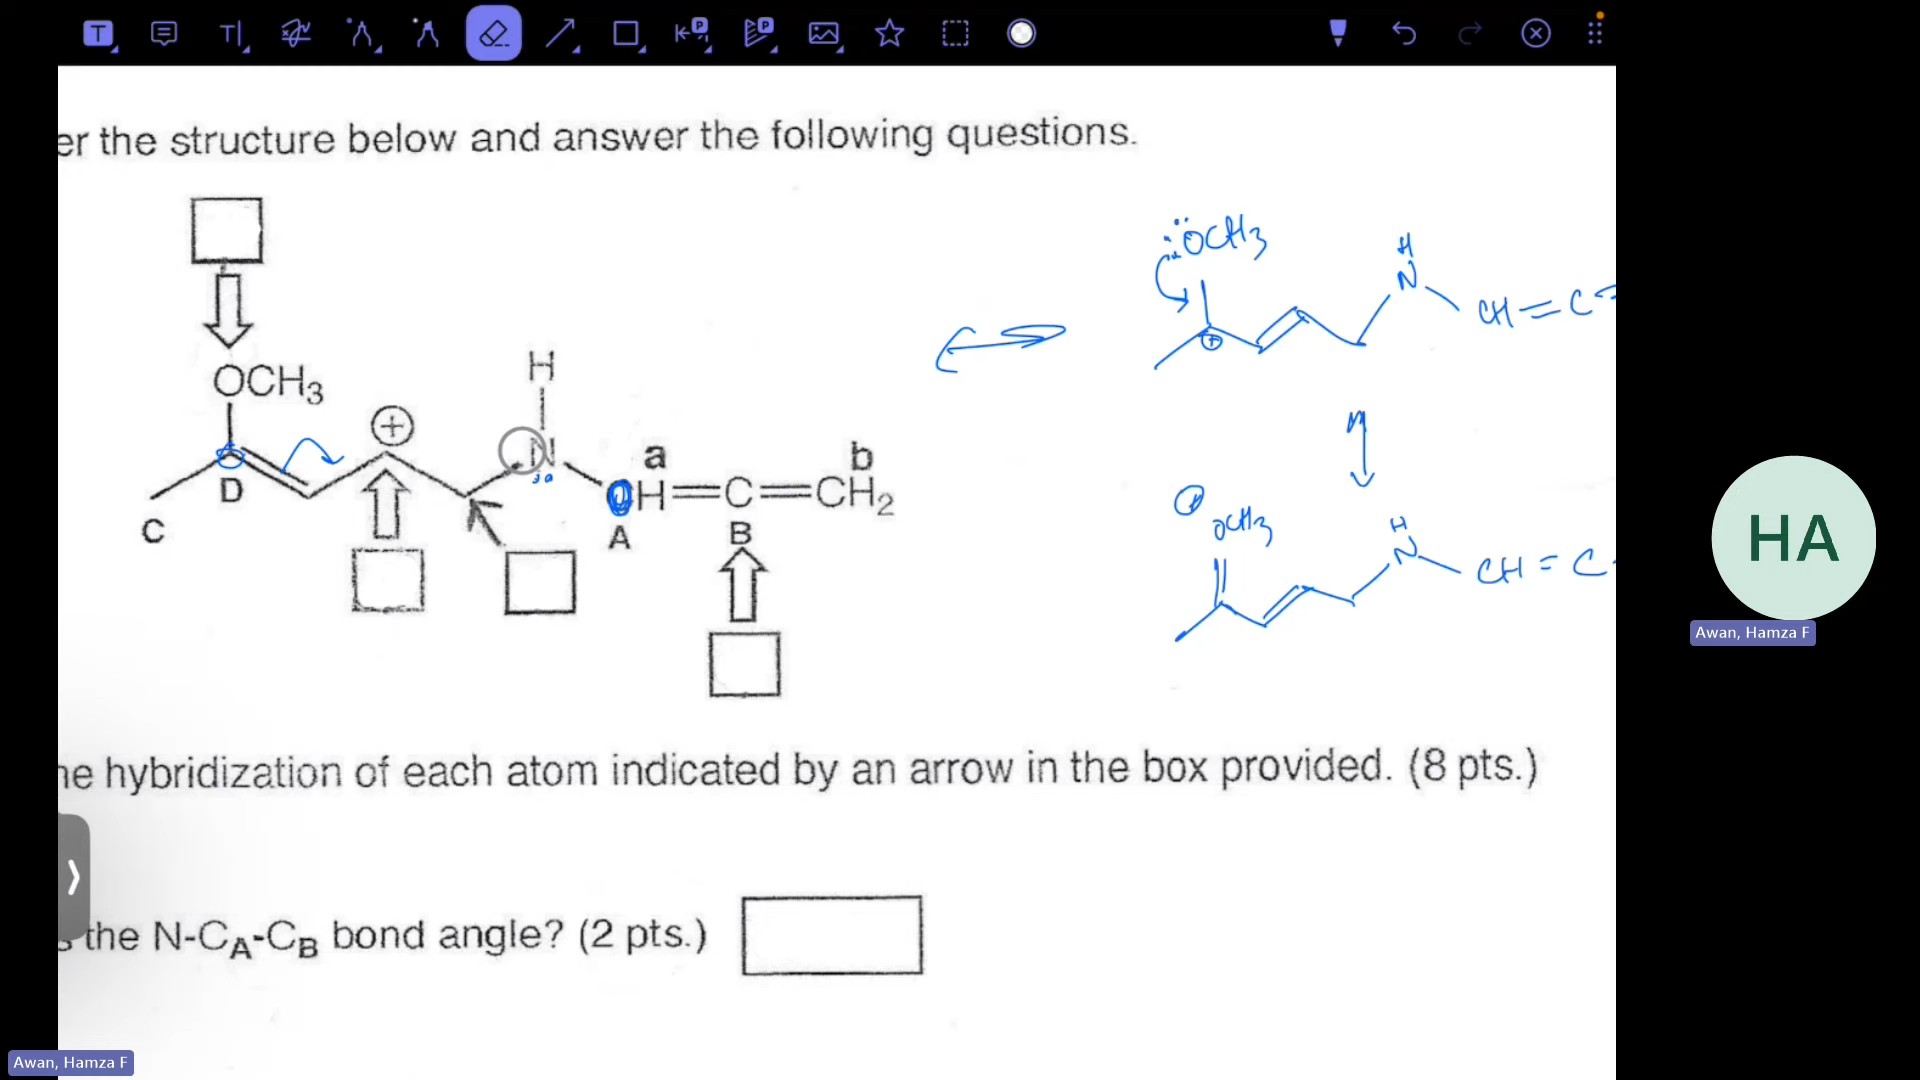 er the structure below and answer the following questions.
OCH3
H
N
a
b
CH=C=CH2
A
B
C
D
:OCH3
H
N
CH=C=
OCH3
H
N
CH=C
he hybridization of each atom indicated by an arrow in the box provided. (8 pts.)
s the N-CA-CB bond angle? (2 pts.)
HA
Awan, Hamza F
Awan, Hamza F